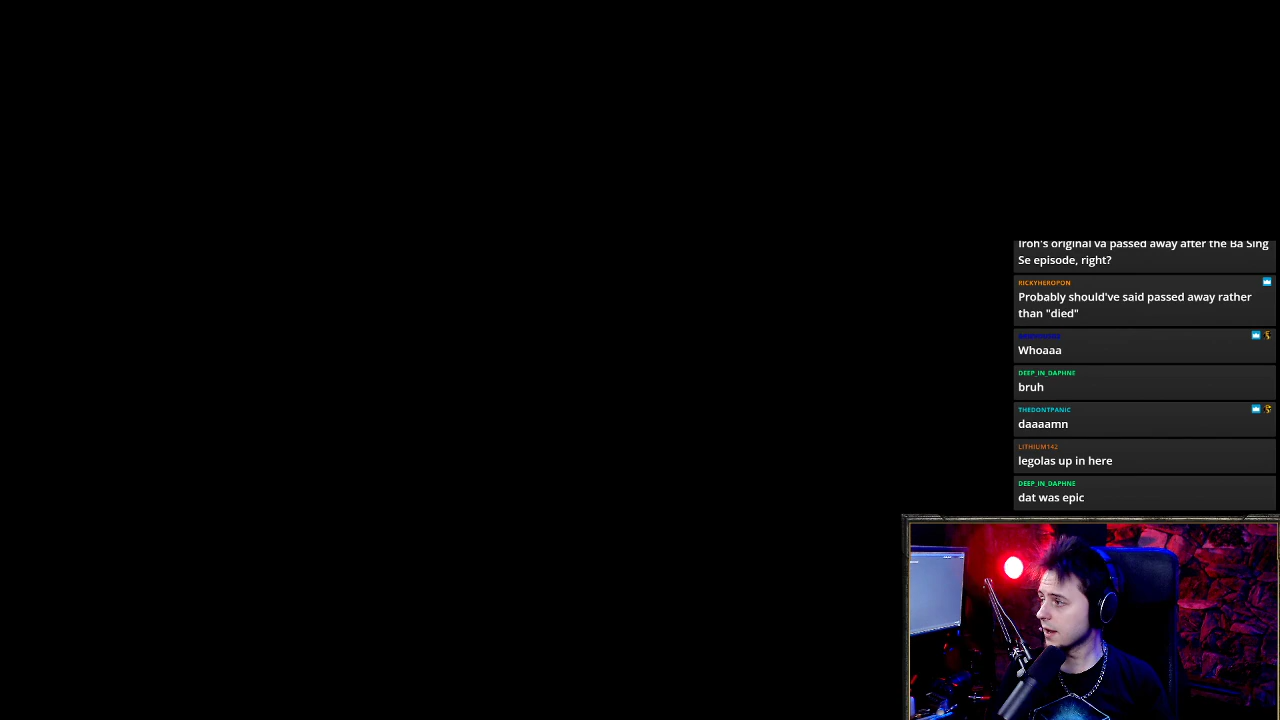 Iroh's original va passed away after the Ba Sing
Se episode, right?
RICKYHEROPON
Probably should've said passed away rather
than "died"
Whoaaa
DEEP_IN_DAPHNE
bruh
THEDONTPANIC
daaaamn
LITHIUM142
legolas up in here
DEEP_IN_DAPHNE
dat was epic